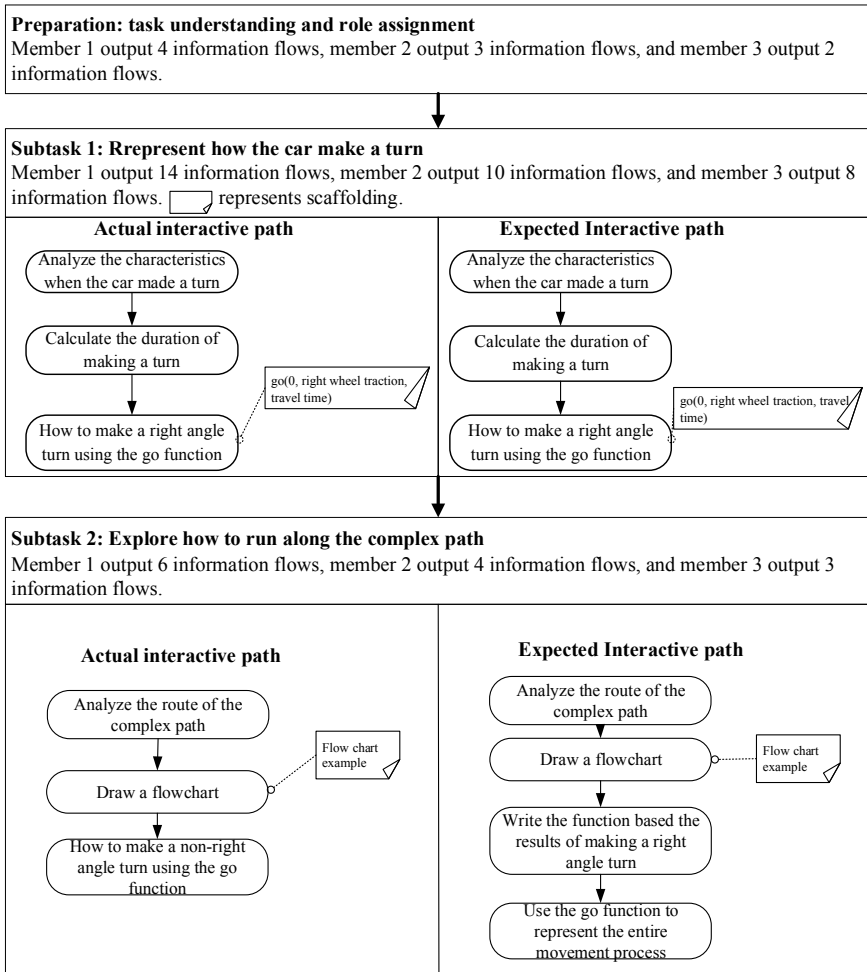 Preparation: task understanding and role assignment
Member 1 output 4 information flows, member 2 output 3 information flows, and member 3 output 2
information flows.
Subtask 1: Rrepresent how the car make a turn
Member 1 output 14 information flows, member 2 output 10 information flows, and member 3 output 8
information flows. represents scaffolding.
Actual interactive path
Analyze the characteristics
when the car made a turn
Calculate the duration of
making a turn
go(0, right wheel traction,
travel time)
How to make a right angle
turn using the go function
Expected Interactive path
Analyze the characteristics
when the car made a turn
Calculate the duration of
making a turn
go(0, right wheel traction, travel
time)
How to make a right angle
turn using the go function
Subtask 2: Explore how to run along the complex path
Member 1 output 6 information flows, member 2 output 4 information flows, and member 3 output 3
information flows.
Actual interactive path
Analyze the route of the
complex path
Flow chart
example
Draw a flowchart
How to make a non-right
angle turn using the go
function
Expected Interactive path
Analyze the route of the
complex path
Draw a flowchart
Flow chart
example
Write the function based the
results of making a right
angle turn
Use the go function to
represent the entire
movement process